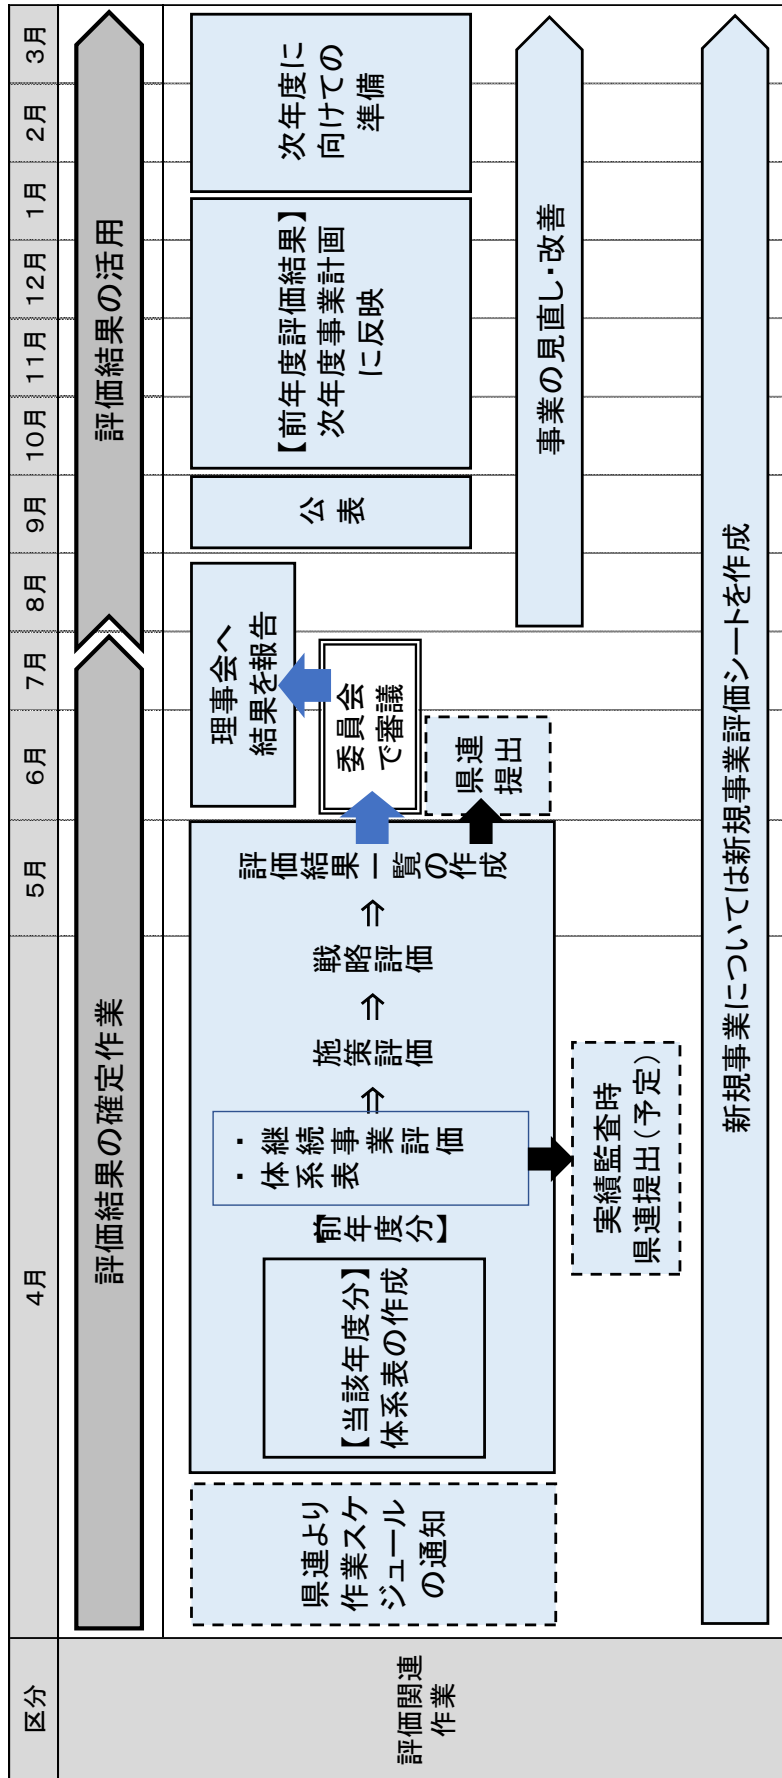 区分
4月
5月
6月
7月
8月
9月
10月
11月
12月
1月
2月
3月
評価結果の確定作業
評価結果の活用
評価関連
作業
県連より
作業スケ
ジュール
の通知
【当該年度分】
体系表の作成
【前年度分】
・継続事業評価
・体系表
⇒
施策評価
⇒
戦略評価
⇒
評価結果一覧の作成
実績監査時
県連提出(予定)
県連
提出
委員会
で審議
理事会へ
結果を報告
公
表
【前年度評価結果】
次年度事業計画
に反映
次年度に
向けての
準備
事業の見直し・改善
新規事業については新規事業評価シートを作成